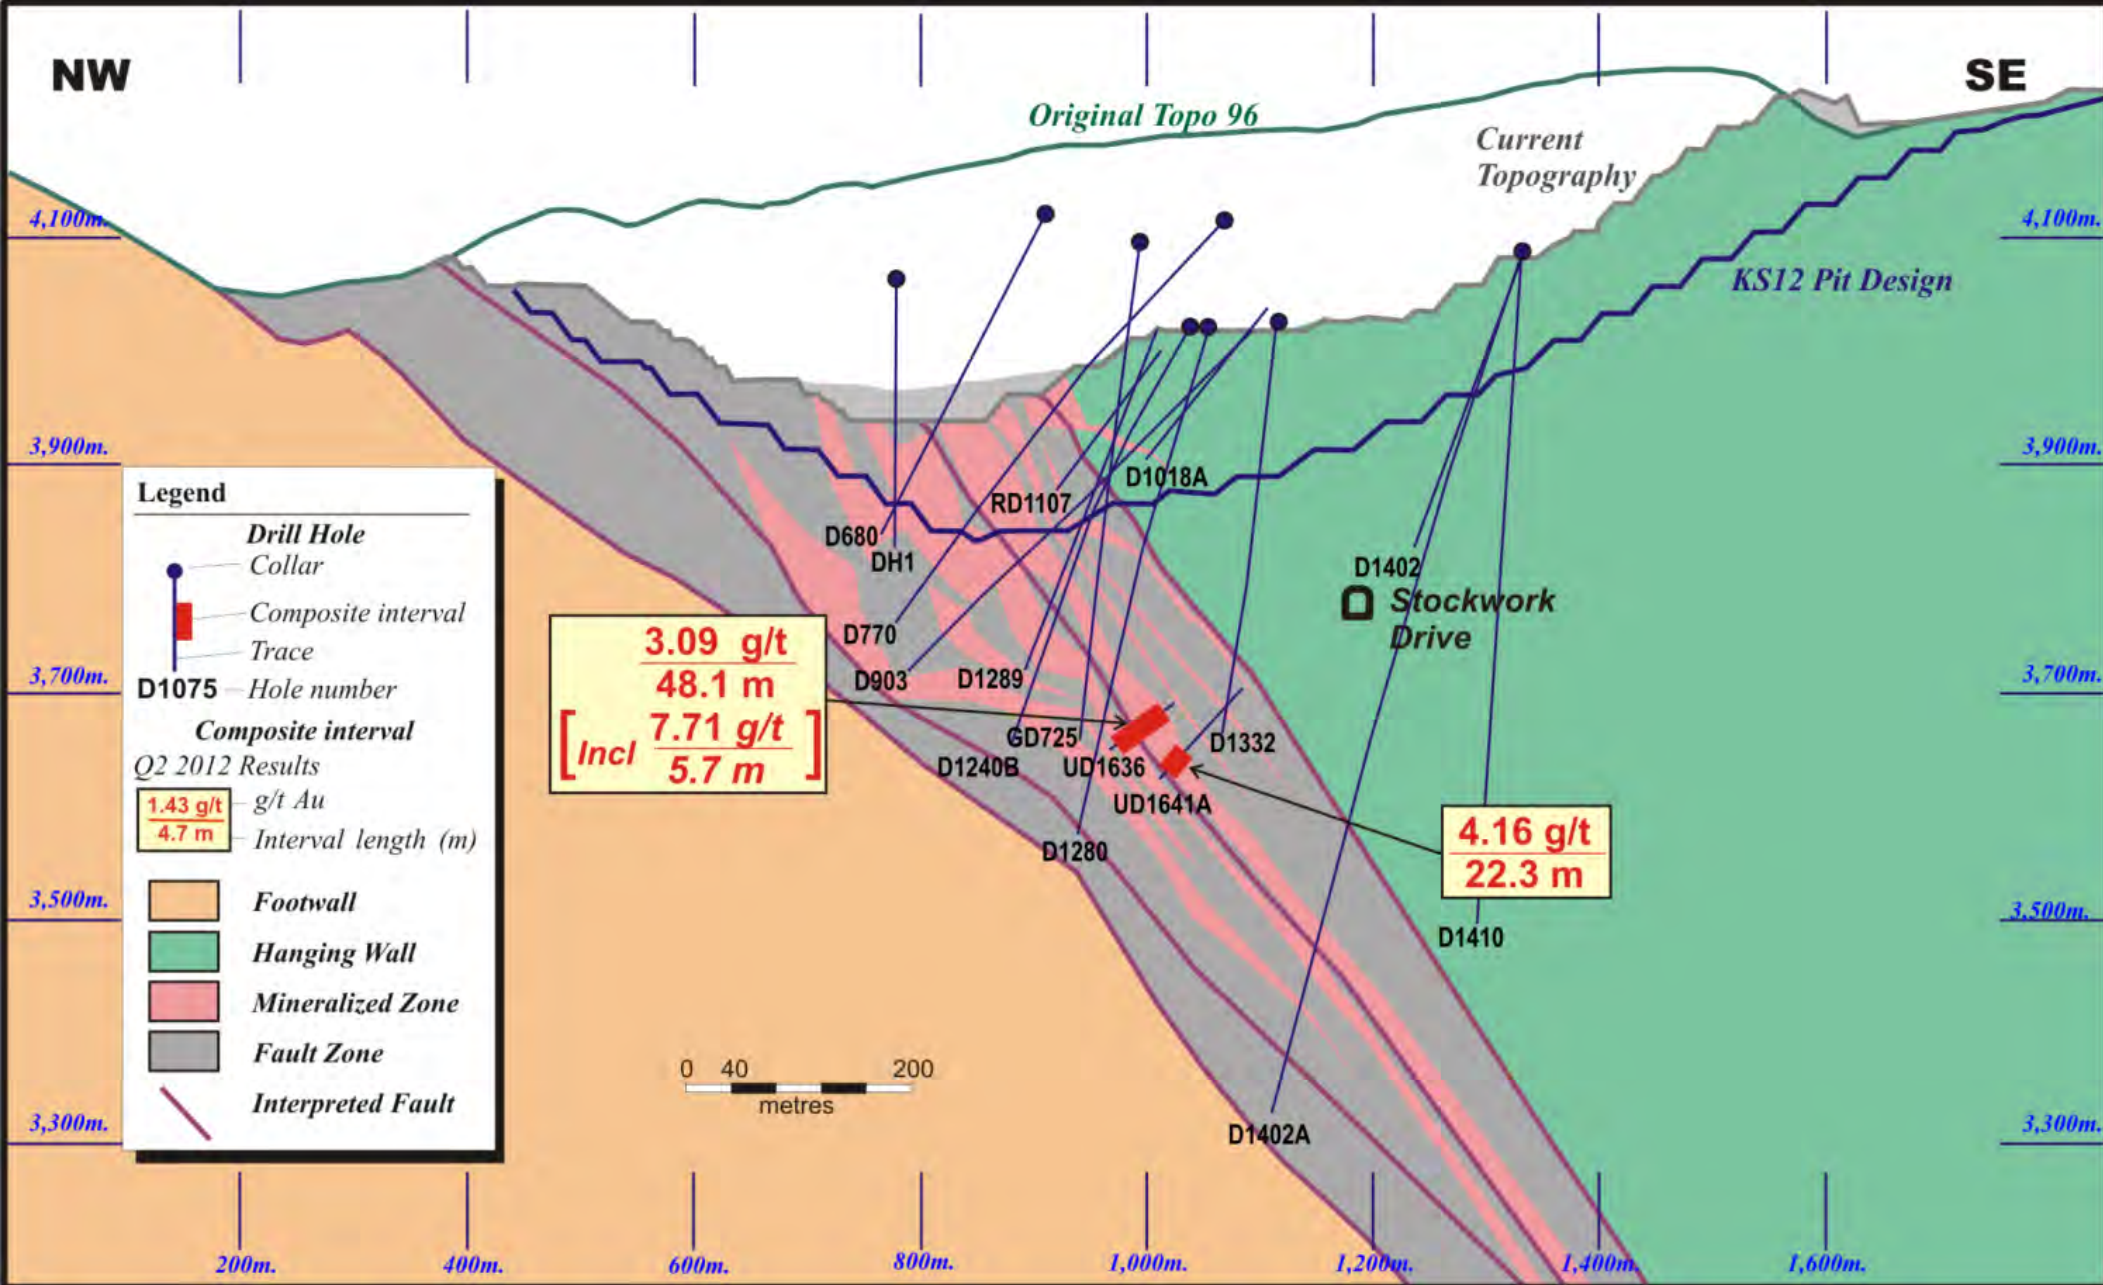 NW
SE
Original Topo 96
Current
Topography
KS12 Pit Design
4,100m.
4,100m.
3,900m.
3,900m.
3,700m.
3,700m.
3,500m.
3,500m.
3,300m.
3,300m.
Legend
Drill Hole
Collar
Composite interval
Trace
D1075
Hole number
Composite interval
Q2 2012 Results
1.43 g/t
4.7 m
g/t Au
Interval length (m)
Footwall
Hanging Wall
Mineralized Zone
Fault Zone
Interpreted Fault
D1018A
RD1107
D680
DH1
D770
D903
D1289
GD725
D1240B
UD1636
UD1641A
D1332
D1280
D1402
Stockwork
Drive
D1410
D1402A
3.09 g/t
48.1 m
[Incl 7.71 g/t
5.7 m]
4.16 g/t
22.3 m
0 40 200
metres
200m.
400m.
600m.
800m.
1,000m.
1,200m.
1,400m.
1,600m.